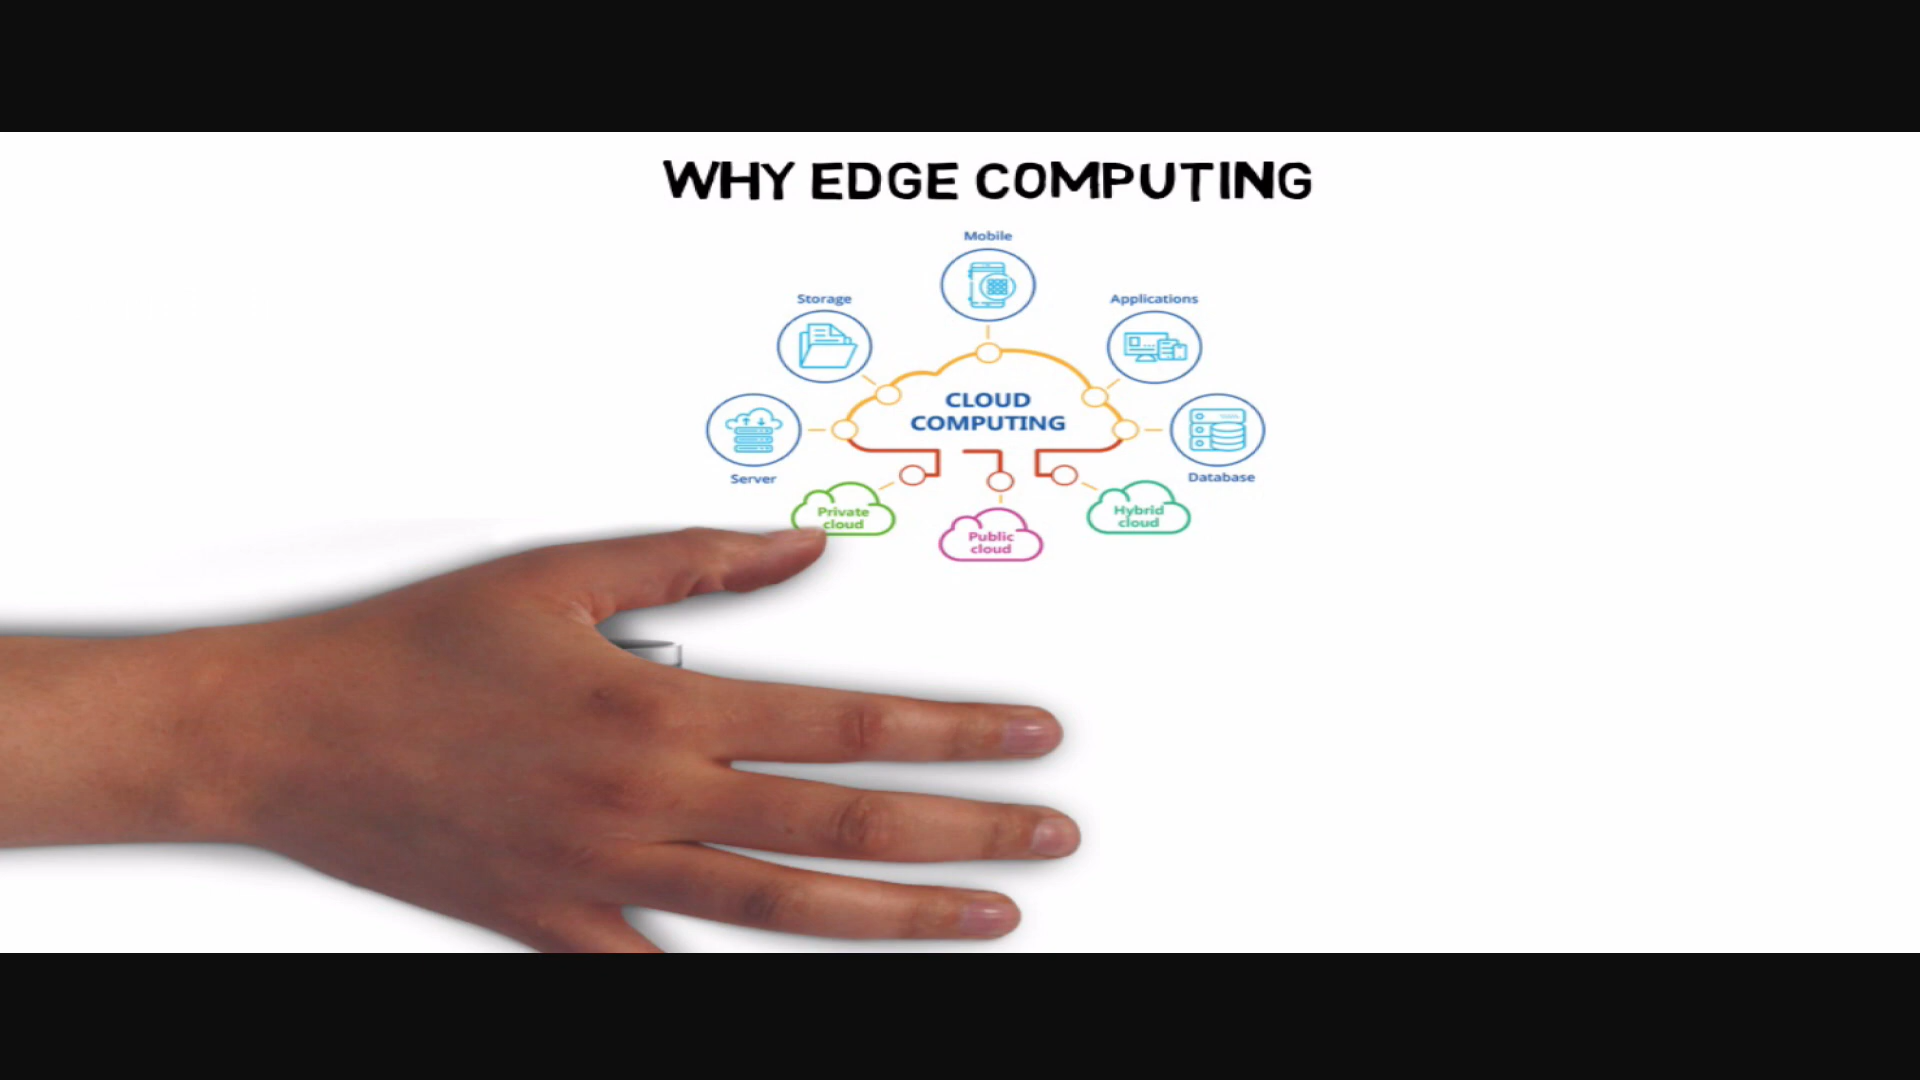 WHY EDGE COMPUTING
Mobile
Storage
Applications
CLOUD
COMPUTING
Server
Database
Private
cloud
Public
cloud
Hybrid
cloud